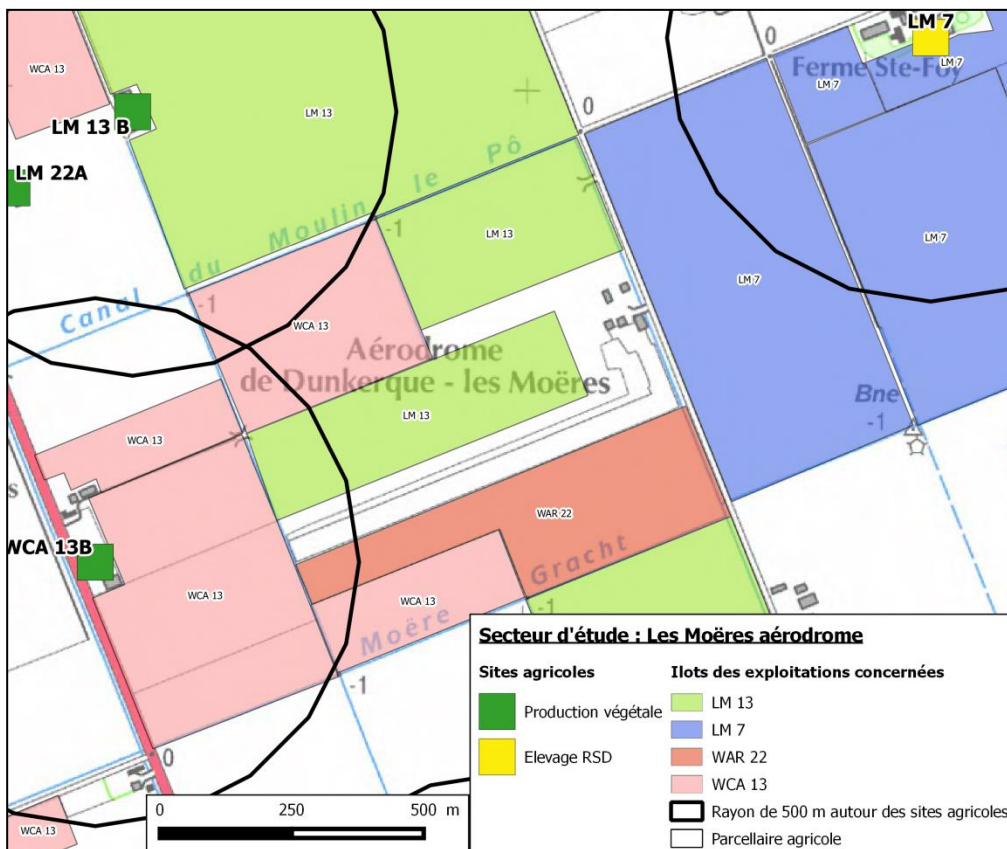 LM 7
0
WCA 13
LM 7
LM 7
Ferme Ste-Foy
LM 13 B
LM 13
0
LM 22A
Canal du Moulin le Pô
-1
LM 13
LM 7
LM 7
-1
WCA 13
Aérodrome
de Dunkerque - les Moëres
Bne
-1
LM 13
WCA 13
WAR 22
WCA 13B
WCA 13
WCA 13
Moëre Gracht
-1
-1
0
WCA 13
0 250 500 m
Secteur d'étude : Les Moëres aérodrome
Sites agricoles
Production végétale
Elevage RSD
Ilots des exploitations concernées
LM 13
LM 7
WAR 22
WCA 13
Rayon de 500 m autour des sites agricoles
Parcellaire agricole